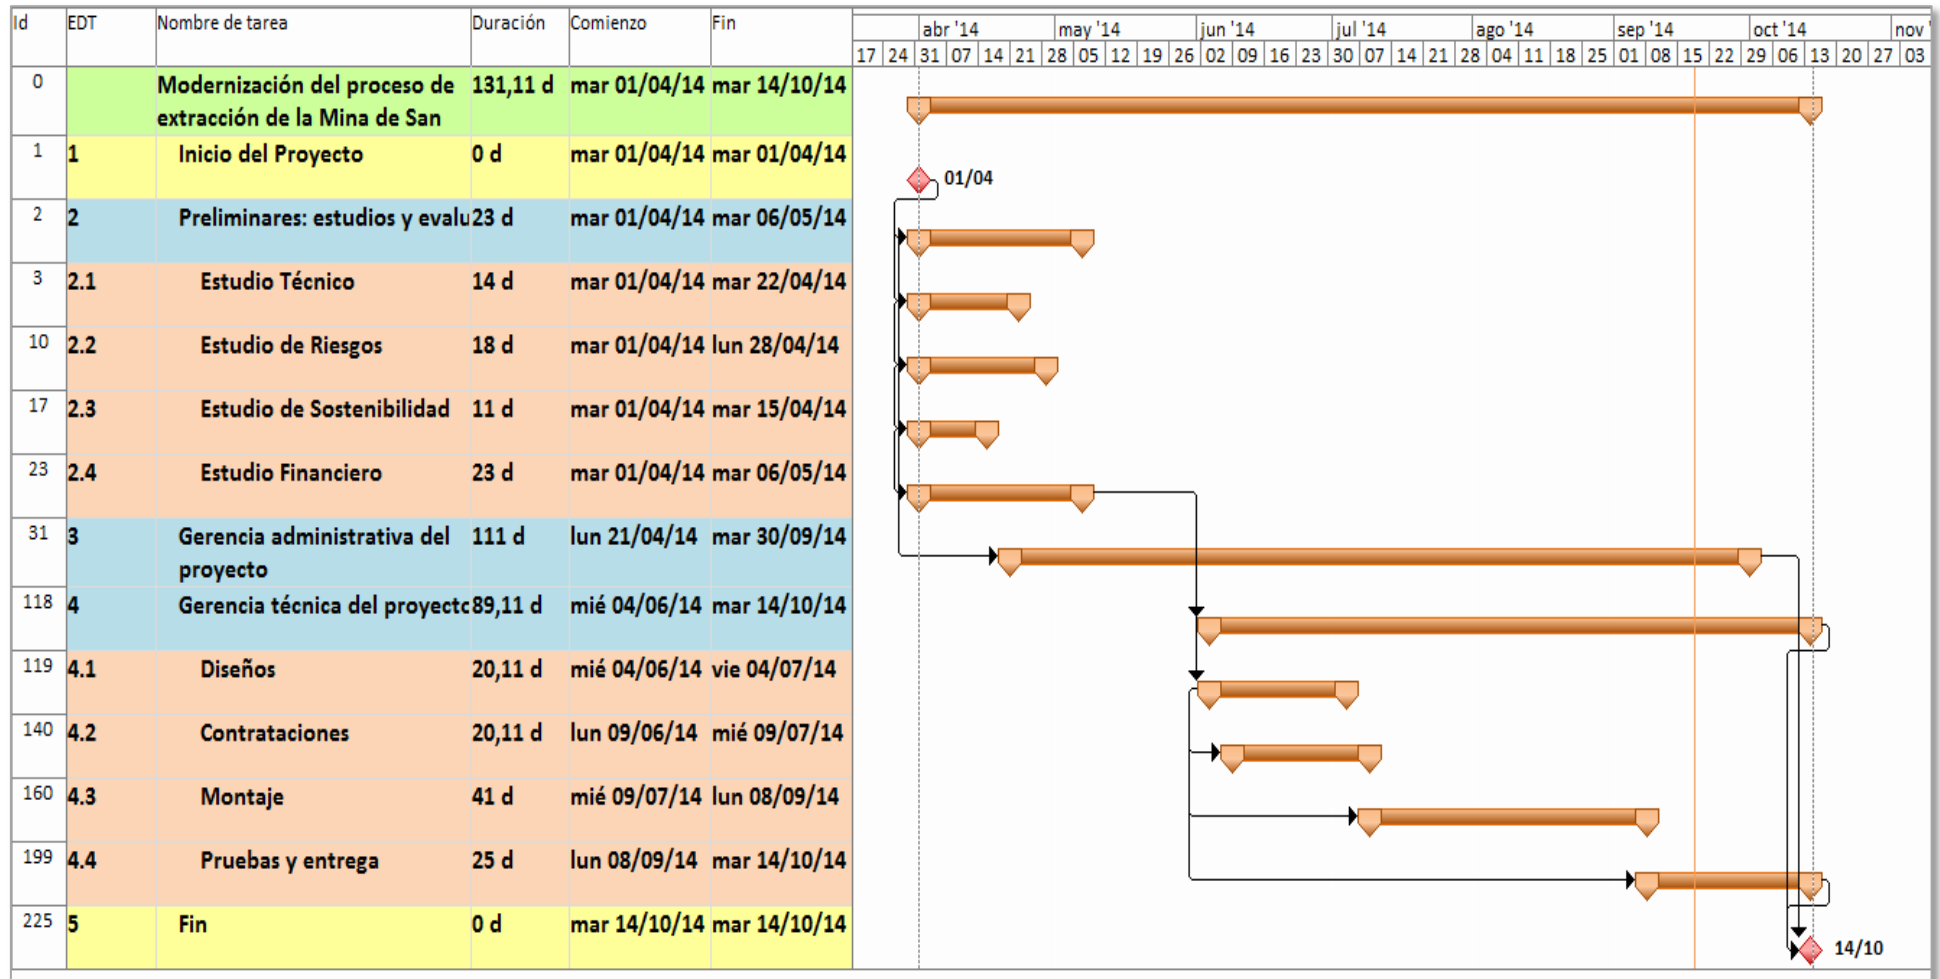 Id EDT Nombre de tarea Duración Comienzo Fin
abr '14 may '14 jun '14 jul '14 ago '14 sep '14 oct '14 nov '
17 24 31 07 14 21 28 05 12 19 26 02 09 16 23 30 07 14 21 28 04 11 18 25 01 08 15 22 29 06 13 20 27 03
0 Modernización del proceso de 131,11 d mar 01/04/14 mar 14/10/14
extracción de la Mina de San
1 1 Inicio del Proyecto 0 d mar 01/04/14 mar 01/04/14
01/04
2 2 Preliminares: estudios y evalu 23 d mar 01/04/14 mar 06/05/14
3 2.1 Estudio Técnico 14 d mar 01/04/14 mar 22/04/14
10 2.2 Estudio de Riesgos 18 d mar 01/04/14 lun 28/04/14
17 2.3 Estudio de Sostenibilidad 11 d mar 01/04/14 mar 15/04/14
23 2.4 Estudio Financiero 23 d mar 01/04/14 mar 06/05/14
31 3 Gerencia administrativa del 111 d lun 21/04/14 mar 30/09/14
proyecto
118 4 Gerencia técnica del proyecto 89,11 d mié 04/06/14 mar 14/10/14
119 4.1 Diseños 20,11 d mié 04/06/14 vie 04/07/14
140 4.2 Contrataciones 20,11 d lun 09/06/14 mié 09/07/14
160 4.3 Montaje 41 d mié 09/07/14 lun 08/09/14
199 4.4 Pruebas y entrega 25 d lun 08/09/14 mar 14/10/14
225 5 Fin 0 d mar 14/10/14 mar 14/10/14
14/10